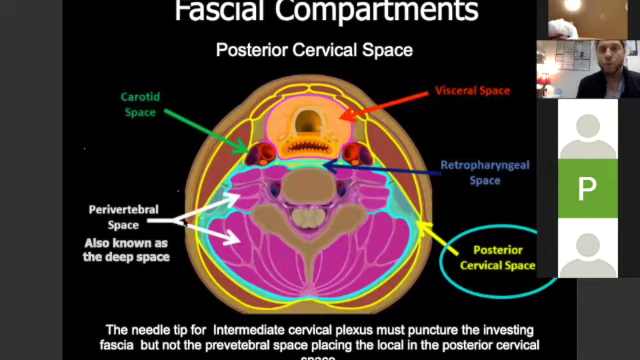 Fascial Compartments
Posterior Cervical Space
Carotid
Space
Visceral Space
Retropharyngeal
Space
Perivertebral
Space
Also known as
the deep space
Posterior
Cervical Space
P
The needle tip for Intermediate cervical plexus must puncture the investing
fascia but not the prevetebral space placing the local in the posterior cervical
space